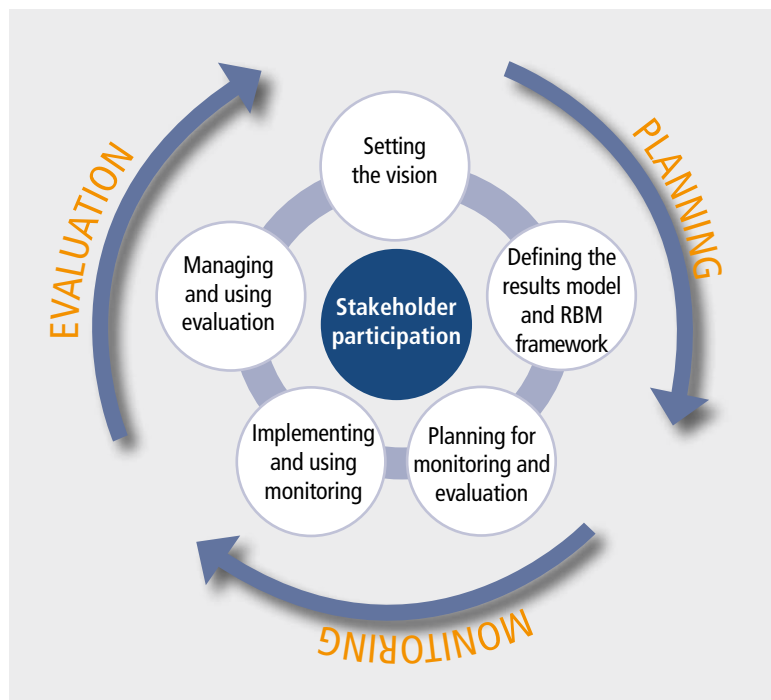 Setting
the vision
PLANNING
Defining the
results model
and RBM
framework
Planning for
monitoring and
evaluation
MONITORING
Implementing
and using
monitoring
EVALUATION
Managing
and using
evaluation
Stakeholder
participation